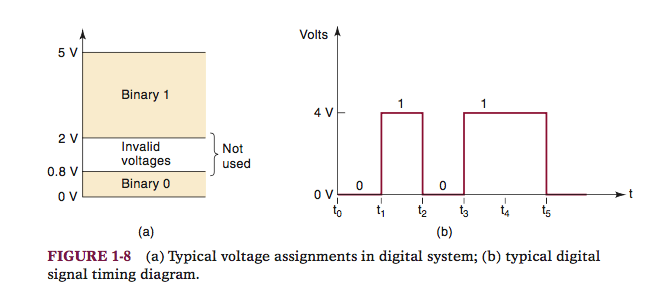 5 V
Binary 1
2 V
Invalid
voltages
Not
used
0.8 V
Binary 0
0 V
(a)
Volts
4 V
1
1
0
0
0 V
t
t0
t1
t2
t3
t4
t5
(b)
FIGURE 1-8 (a) Typical voltage assignments in digital system; (b) typical digital
signal timing diagram.